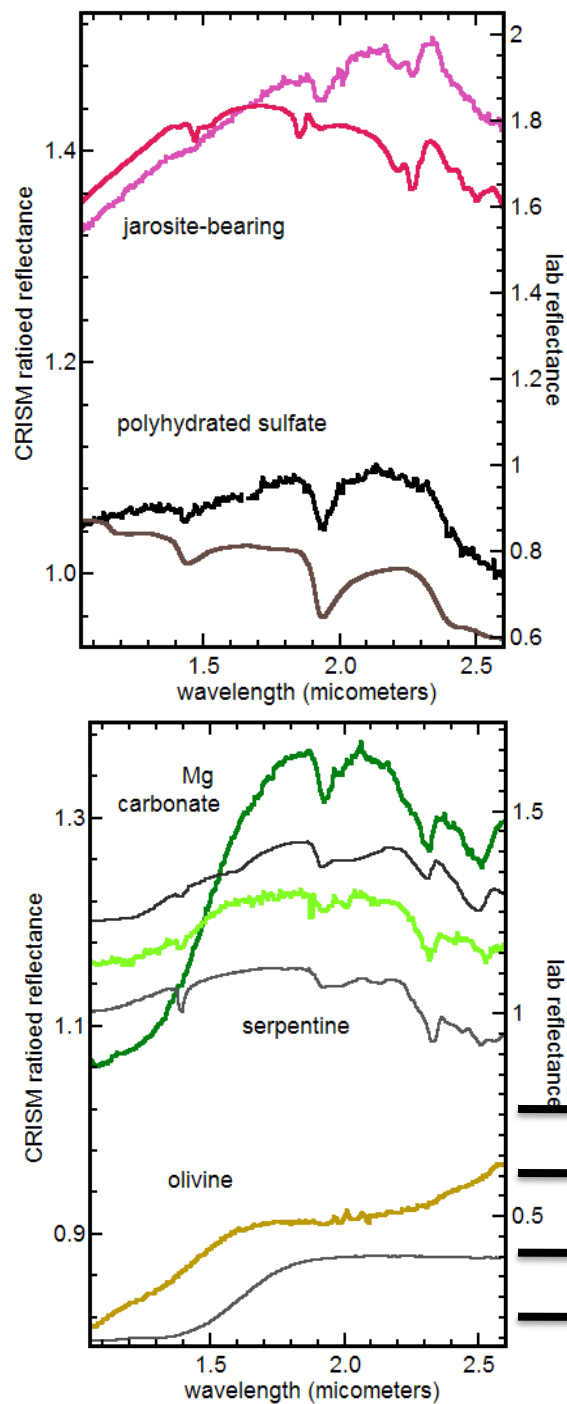 CRISM ratioed reflectance
1.4
1.2
1.0
jarosite-bearing
polyhydrated sulfate
2
1.8
1.6
1.4
1.2
1
0.8
0.6
lab reflectance
1.5
2.0
2.5
wavelength (micometers)
CRISM ratioed reflectance
1.3
1.1
0.9
Mg
carbonate
serpentine
olivine
1.5
1
0.5
lab reflectance
1.5
2.0
2.5
wavelength (micometers)